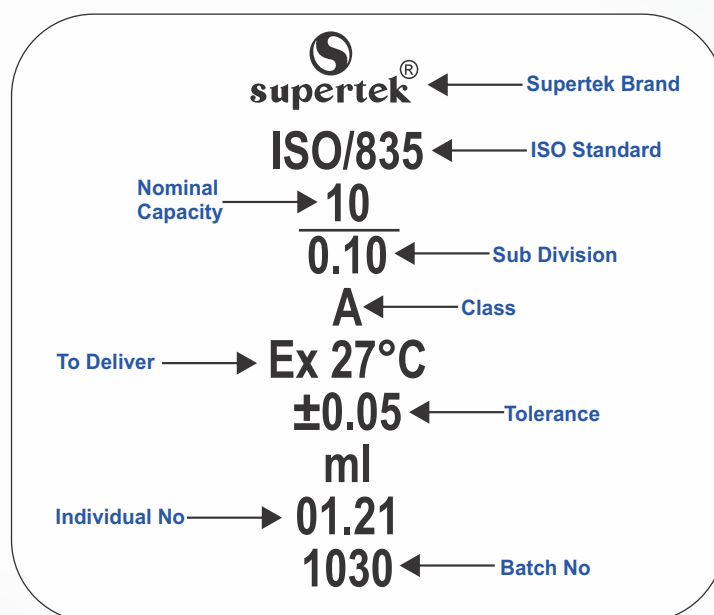 supertek®
Supertek Brand
ISO/835
ISO Standard
Nominal
Capacity
10
0.10
Sub Division
A
Class
To Deliver
Ex 27°C
±0.05
Tolerance
ml
Individual No
01.21
1030
Batch No